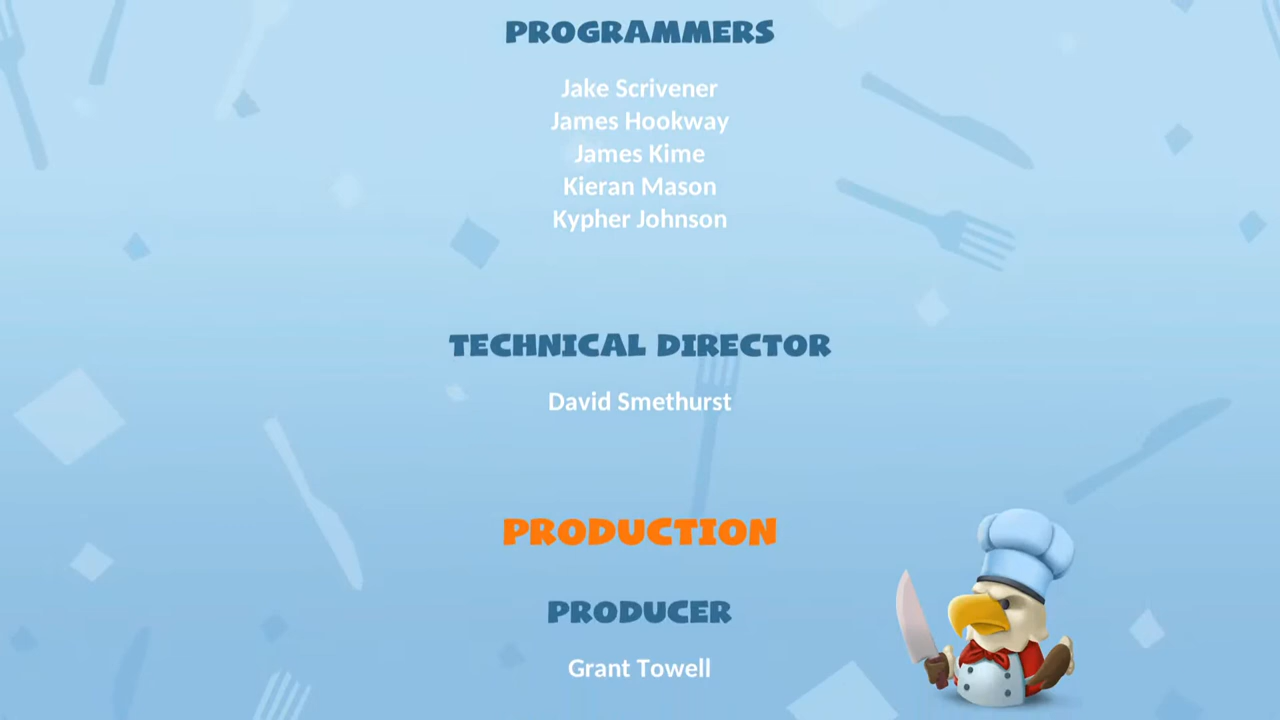 PROGRAMMERS
Jake Scrivener
James Hookway
James Kime
Kieran Mason
Kypher Johnson
TECHNICAL DIRECTOR
David Smethurst
PRODUCTION
PRODUCER
Grant Towell